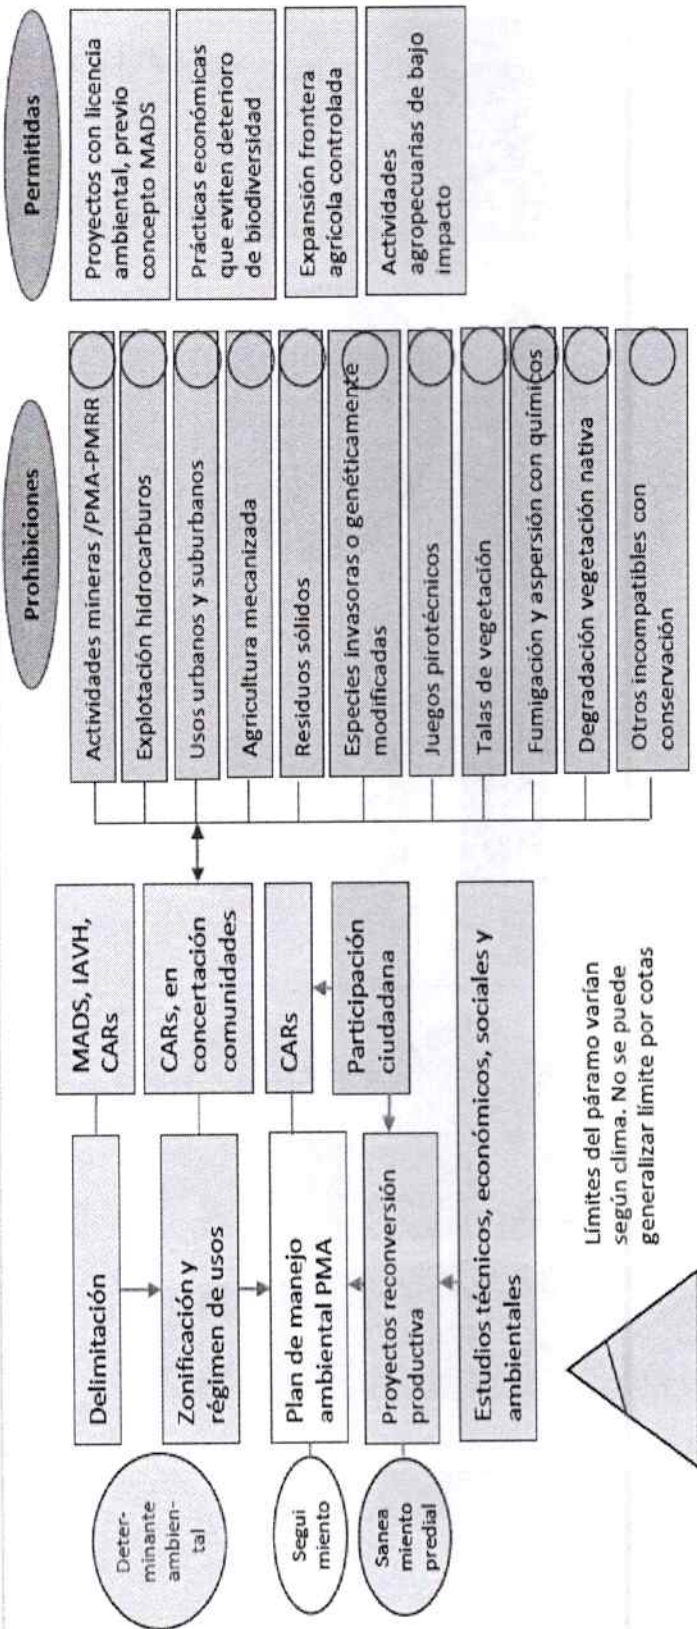 Deter-
minante
ambien-
tal
Segui
miento
Sanea
miento
predial
Delimitación
Zonificación y
régimen de usos
Plan de manejo
ambiental PMA
Proyectos reconversión
productiva
Estudios técnicos, económicos, sociales y
ambientales
MADS, IAVH,
CARs
CARs, en
concertación
comunidades
CARs
Participación
ciudadana
Límites del páramo varían
según clima. No se puede
generalizar límite por cotas
Prohibiciones
Actividades mineras /PMA-PMRR
Explotación hidrocarburos
Usos urbanos y suburbanos
Agricultura mecanizada
Residuos sólidos
Especies invasoras o genéticamente
modificadas
Juegos pirotécnicos
Talas de vegetación
Fumigación y aspersión con químicos
Degradación vegetación nativa
Otros incompatibles con
conservación
Permitidas
Proyectos con licencia
ambiental, previo
concepto MADS
Prácticas económicas
que eviten deterioro
de biodiversidad
Expansión frontera
agrícola controlada
Actividades
agropecuarias de bajo
impacto